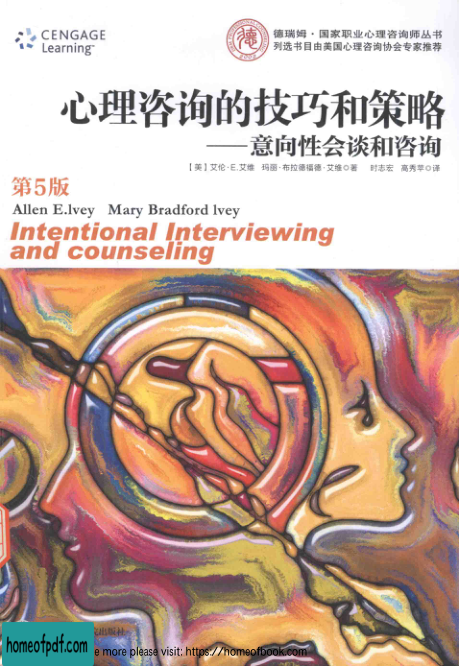 CENGAGE
Learning™
德瑞姆·国家职业心理咨询师丛书
列选书目由美国心理咨询协会专家推荐
心理咨询的技巧和策略
——意向性会谈和咨询
【美】艾伦·E.艾维 玛丽·布拉德福德·艾维◎著 时志宏 高秀苹◎译
第5版
Allen E.lvey Mary Bradford lvey
Intentional Interviewing
and counseling
homeofpdf.com
e more please visit: https://homeofbook.com